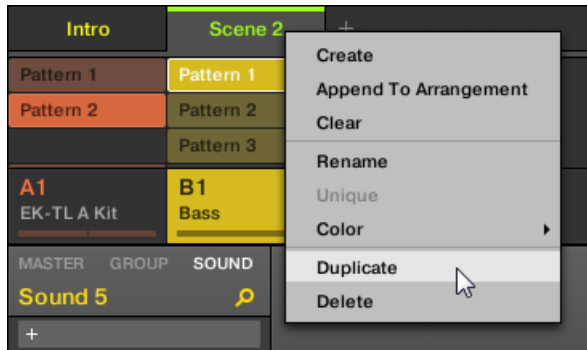 Intro
Scene 2
+
Pattern 1
Pattern 1
Pattern 2
Pattern 2
Pattern 3
A1
EK-TL A Kit
B1
Bass
MASTER GROUP SOUND
Sound 5
+
Create
Append To Arrangement
Clear
Rename
Unique
Color
Duplicate
Delete